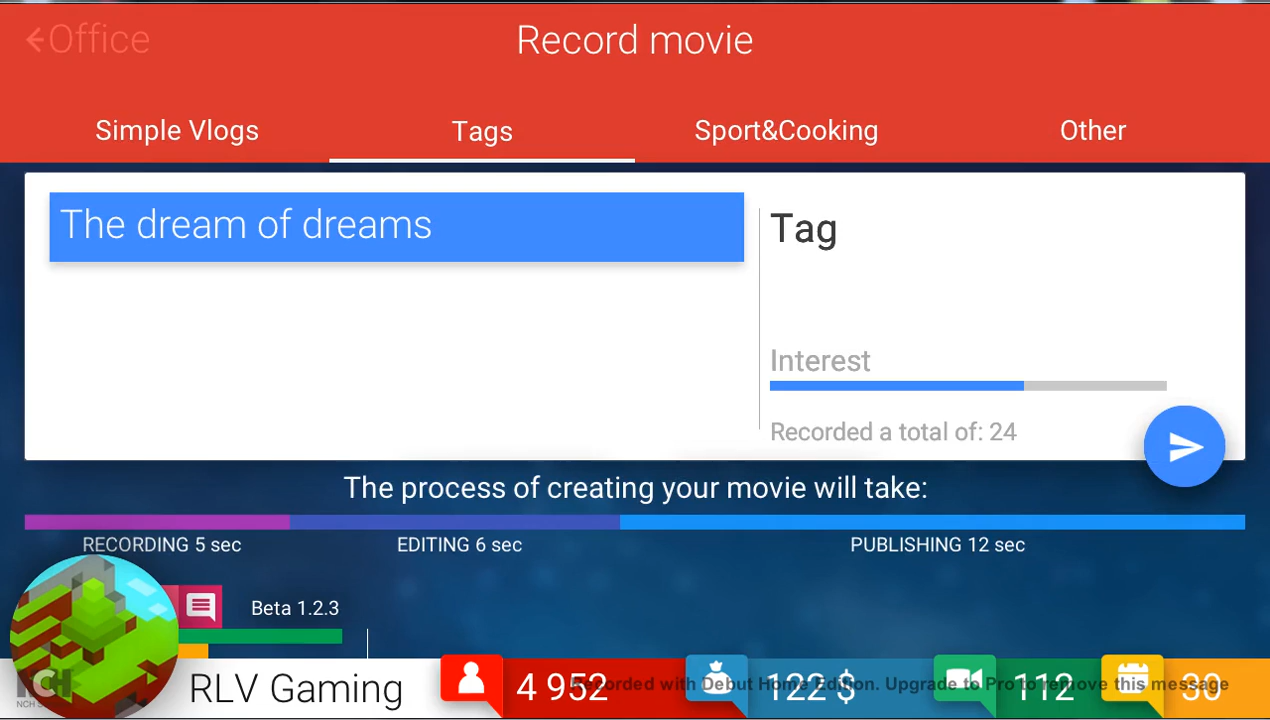 Office
Record movie
Simple Vlogs
Tags
Sport&Cooking
Other
The dream of dreams
Tag
Interest
Recorded a total of: 24
The process of creating your movie will take:
RECORDING 5 sec
EDITING 6 sec
PUBLISHING 12 sec
Beta 1.2.3
NCH
RLV Gaming
4 952
122 $
112
30
Recorded with Debut Home Edition. Upgrade to Pro to remove this message